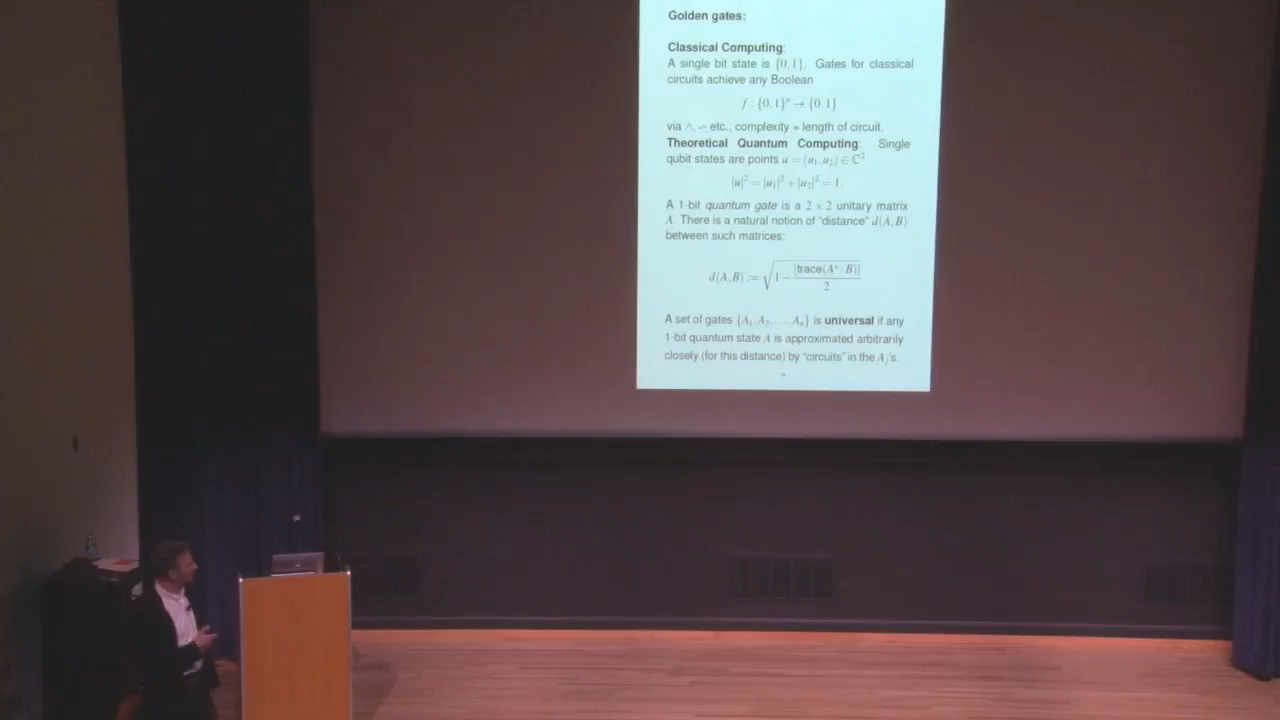 Golden gates:
Classical Computing:
A single bit state is {0, 1}. Gates for classical
circuits achieve any Boolean
f : {0, 1}ⁿ → {0, 1}
via ∧, etc., complexity = length of circuit.
Theoretical Quantum Computing: Single
qubit states are points u = (u₁, u₂) ∈ ℂ²
|u|² = |u₁|² + |u₂|² = 1.
A 1-bit quantum gate is a 2 × 2 unitary matrix
A. There is a natural notion of "distance" d(A, B)
between such matrices:
d(A, B) := √(1 − |trace(A* · B)| / 2)
A set of gates {A₁, A₂, ..., Aₙ} is universal if any
1-bit quantum state A is approximated arbitrarily
closely (for this distance) by "circuits" in the Aⱼ's.